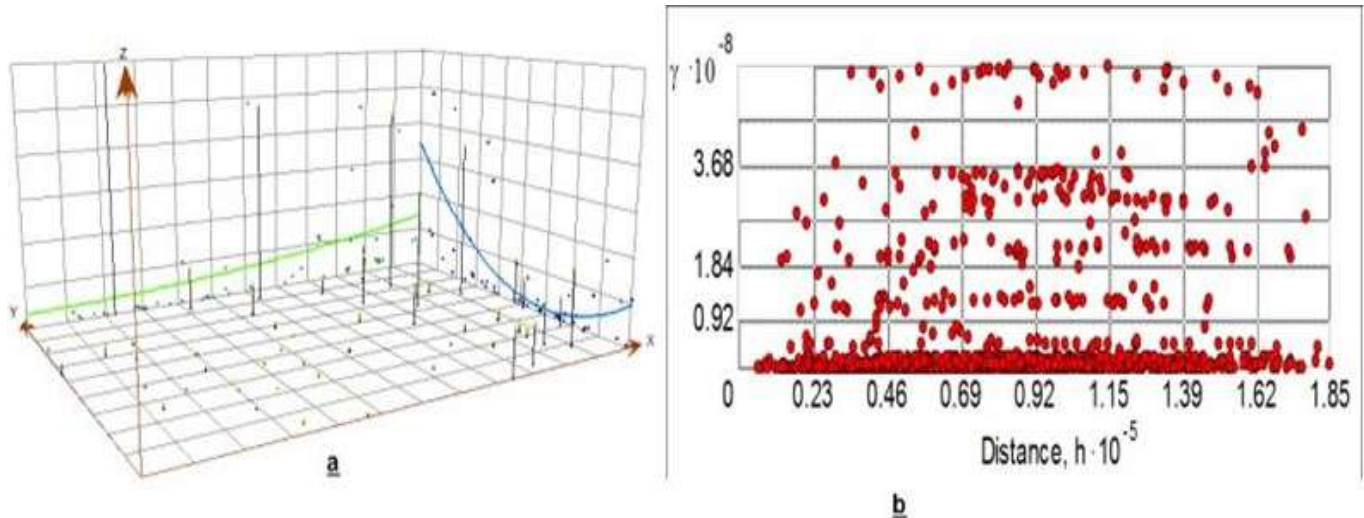 Z
Y
X
a
γ·10⁻⁸
3.68
1.84
0.92
0 0.23 0.46 0.69 0.92 1.15 1.39 1.62 1.85
Distance, h·10⁻⁵
b